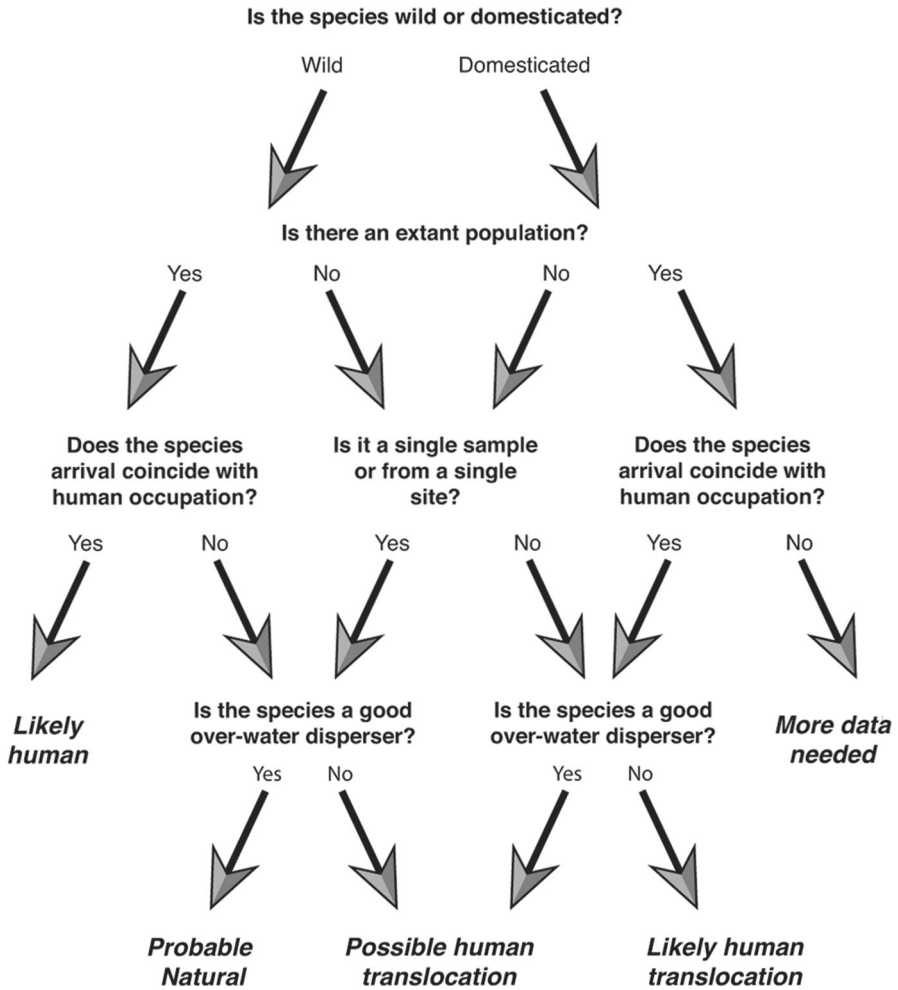 Is the species wild or domesticated?
Wild
Domesticated
Is there an extant population?
Yes
No
No
Yes
Does the species
arrival coincide with
human occupation?
Is it a single sample
or from a single
site?
Does the species
arrival coincide with
human occupation?
Yes
No
Yes
No
Yes
No
Likely
human
Is the species a good
over-water disperser?
Is the species a good
over-water disperser?
More data
needed
Yes
No
Yes
No
Probable
Natural
Possible human
translocation
Likely human
translocation